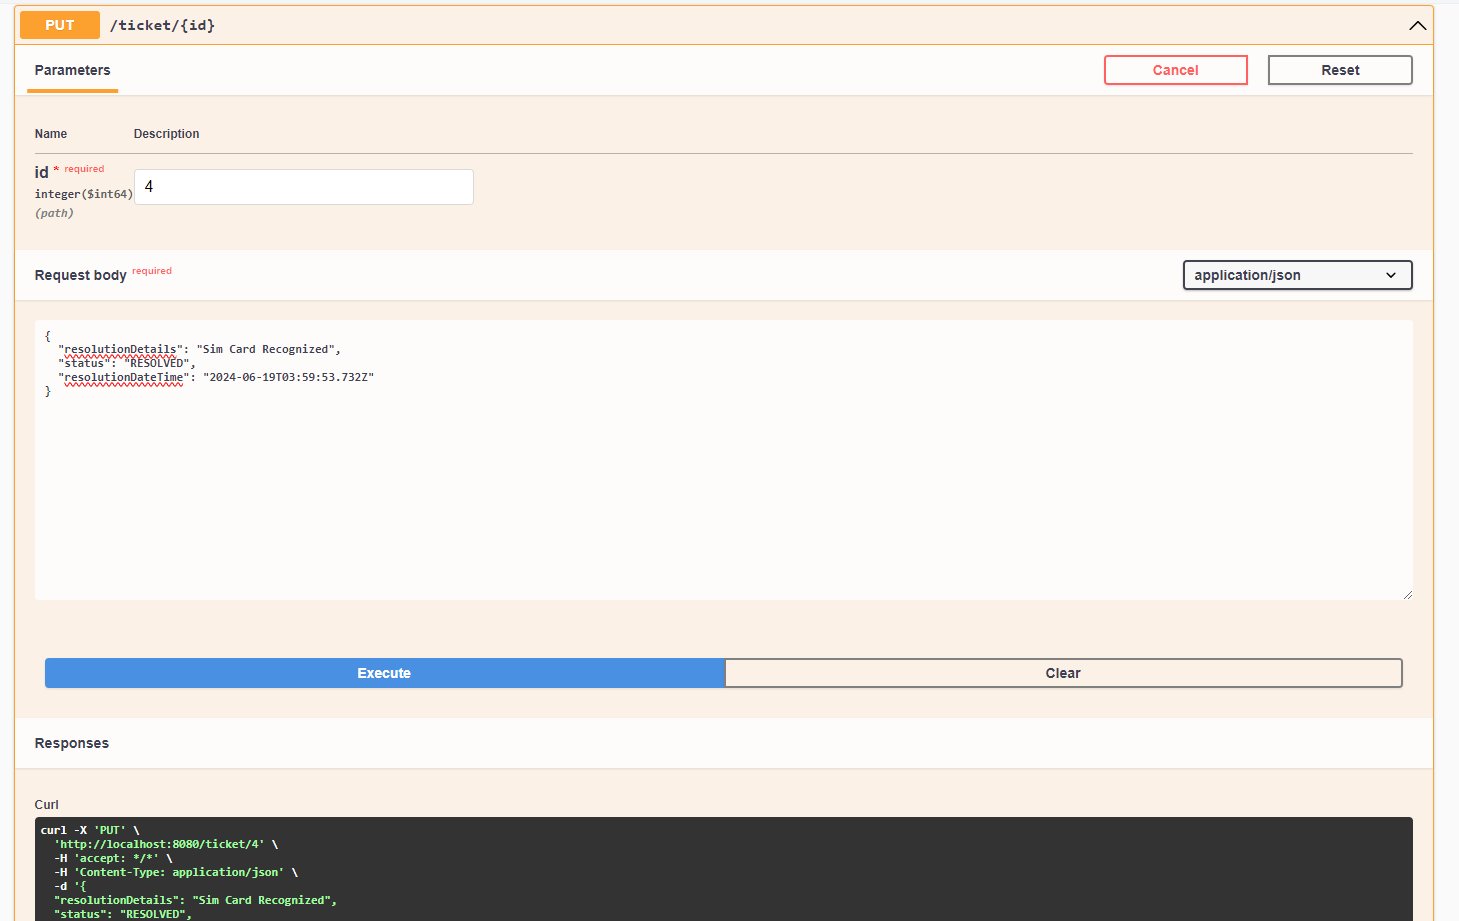 PUT /ticket/{id}
Parameters
Cancel
Reset
Name Description
id * required
integer($int64)
(path)
4
Request body required
application/json
{
  "resolutionDetails": "Sim Card Recognized",
  "status": "RESOLVED",
  "resolutionDateTime": "2024-06-19T03:59:53.732Z"
}
Execute
Clear
Responses
Curl
curl -X 'PUT' \
  'http://localhost:8080/ticket/4' \
  -H 'accept: */*' \
  -H 'Content-Type: application/json' \
  -d '{
  "resolutionDetails": "Sim Card Recognized",
  "status": "RESOLVED",